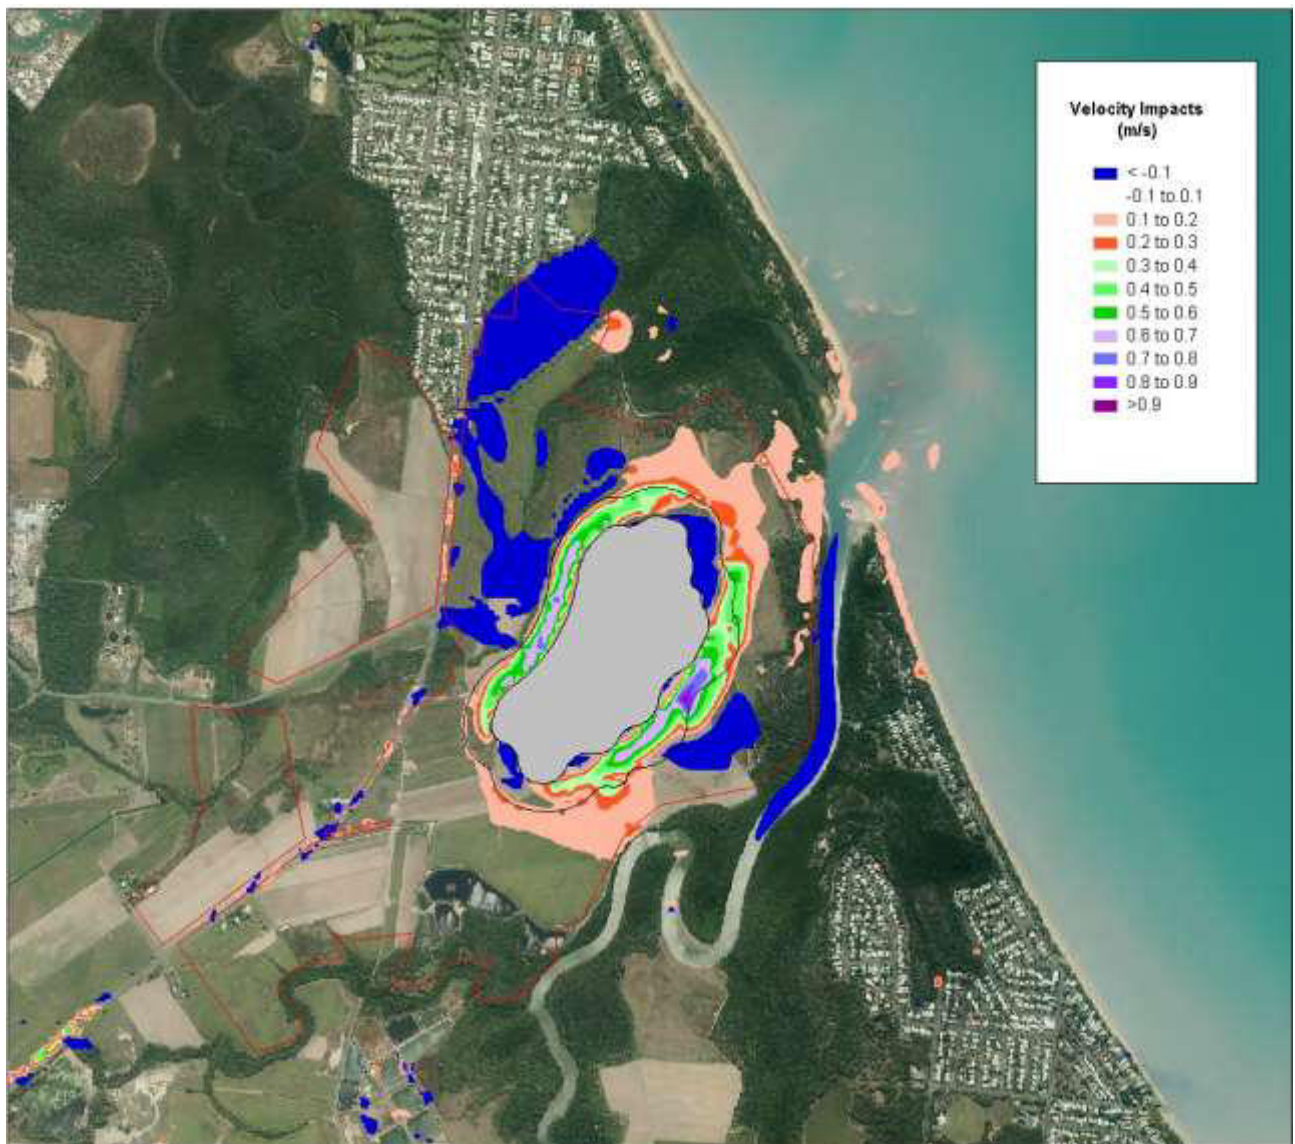 Velocity Impacts
(m/s)
< -0.1
-0.1 to 0.1
0.1 to 0.2
0.2 to 0.3
0.3 to 0.4
0.4 to 0.5
0.5 to 0.6
0.6 to 0.7
0.7 to 0.8
0.8 to 0.9
>0.9